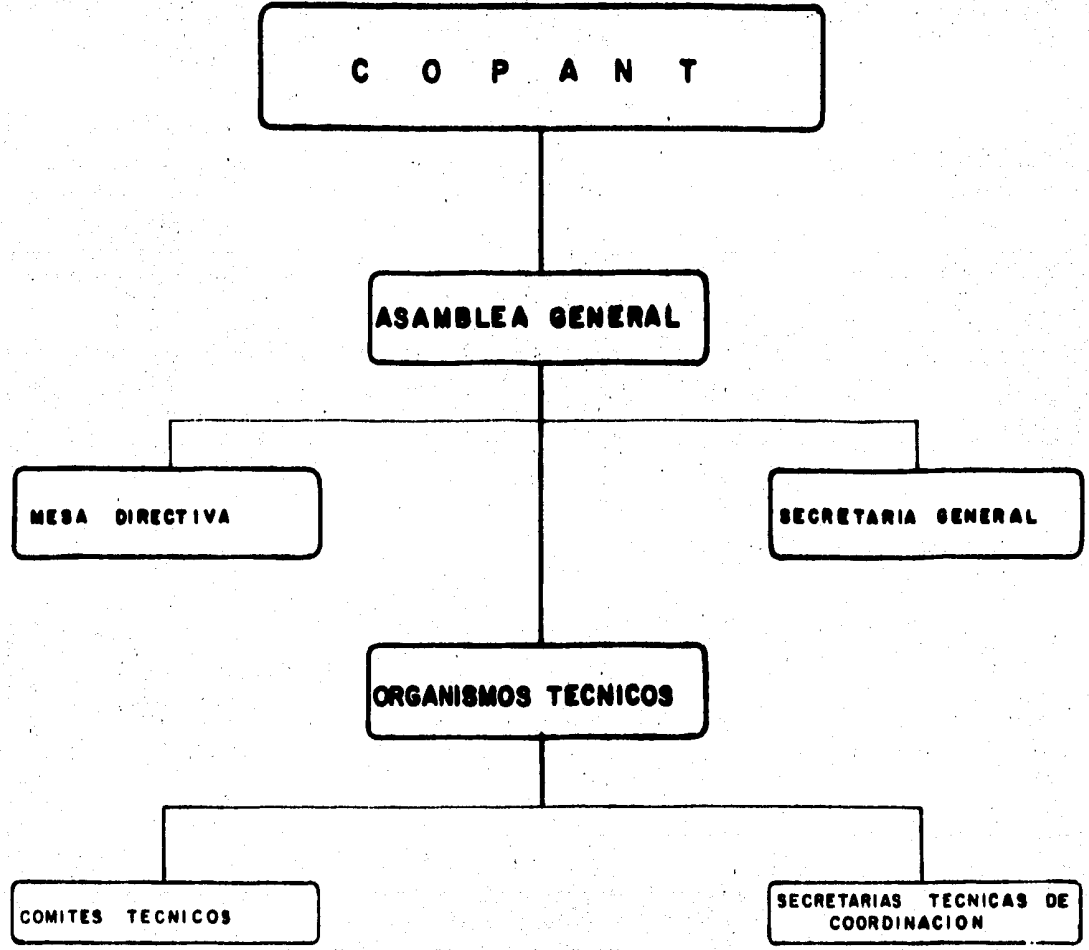 C O P A N T
ASAMBLEA GENERAL
MESA DIRECTIVA
SECRETARIA GENERAL
ORGANISMOS TECNICOS
COMITES TECNICOS
SECRETARIAS TECNICAS DE
COORDINACION